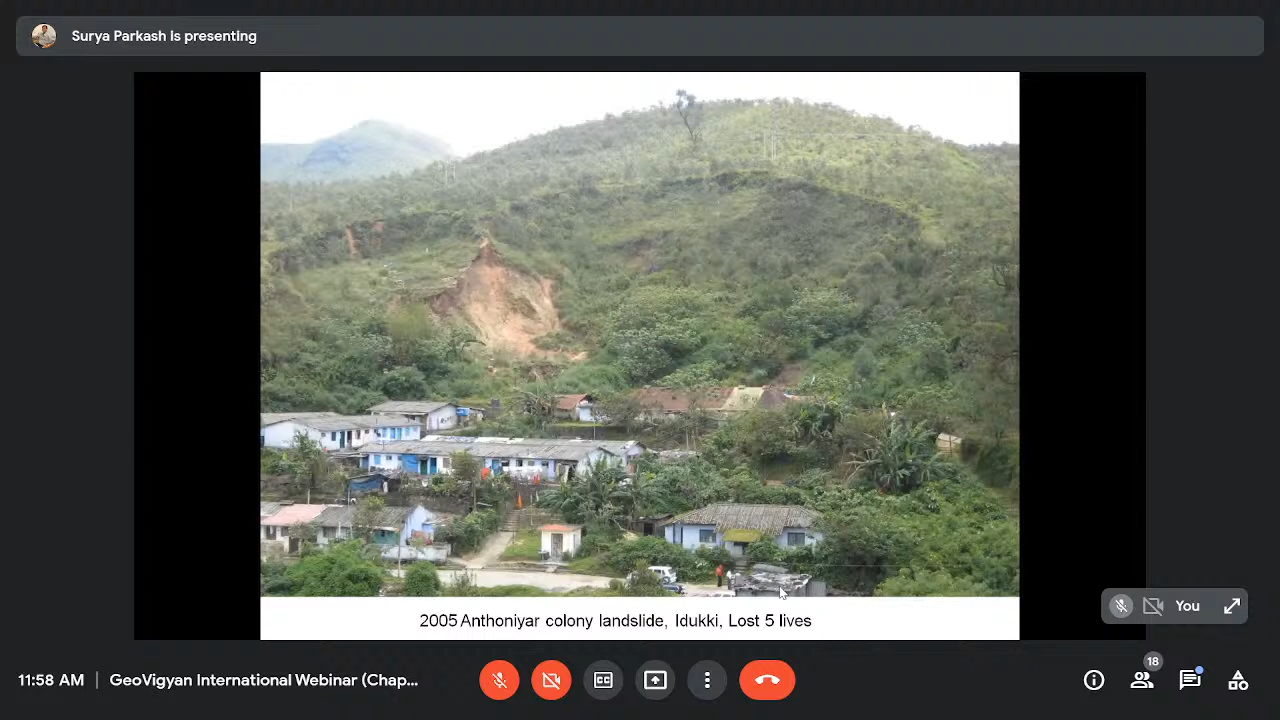 Surya Parkash is presenting
2005 Anthoniyar colony landslide, Idukki, Lost 5 lives
You
18
11:58 AM | GeoVigyan International Webinar (Chap...
CC